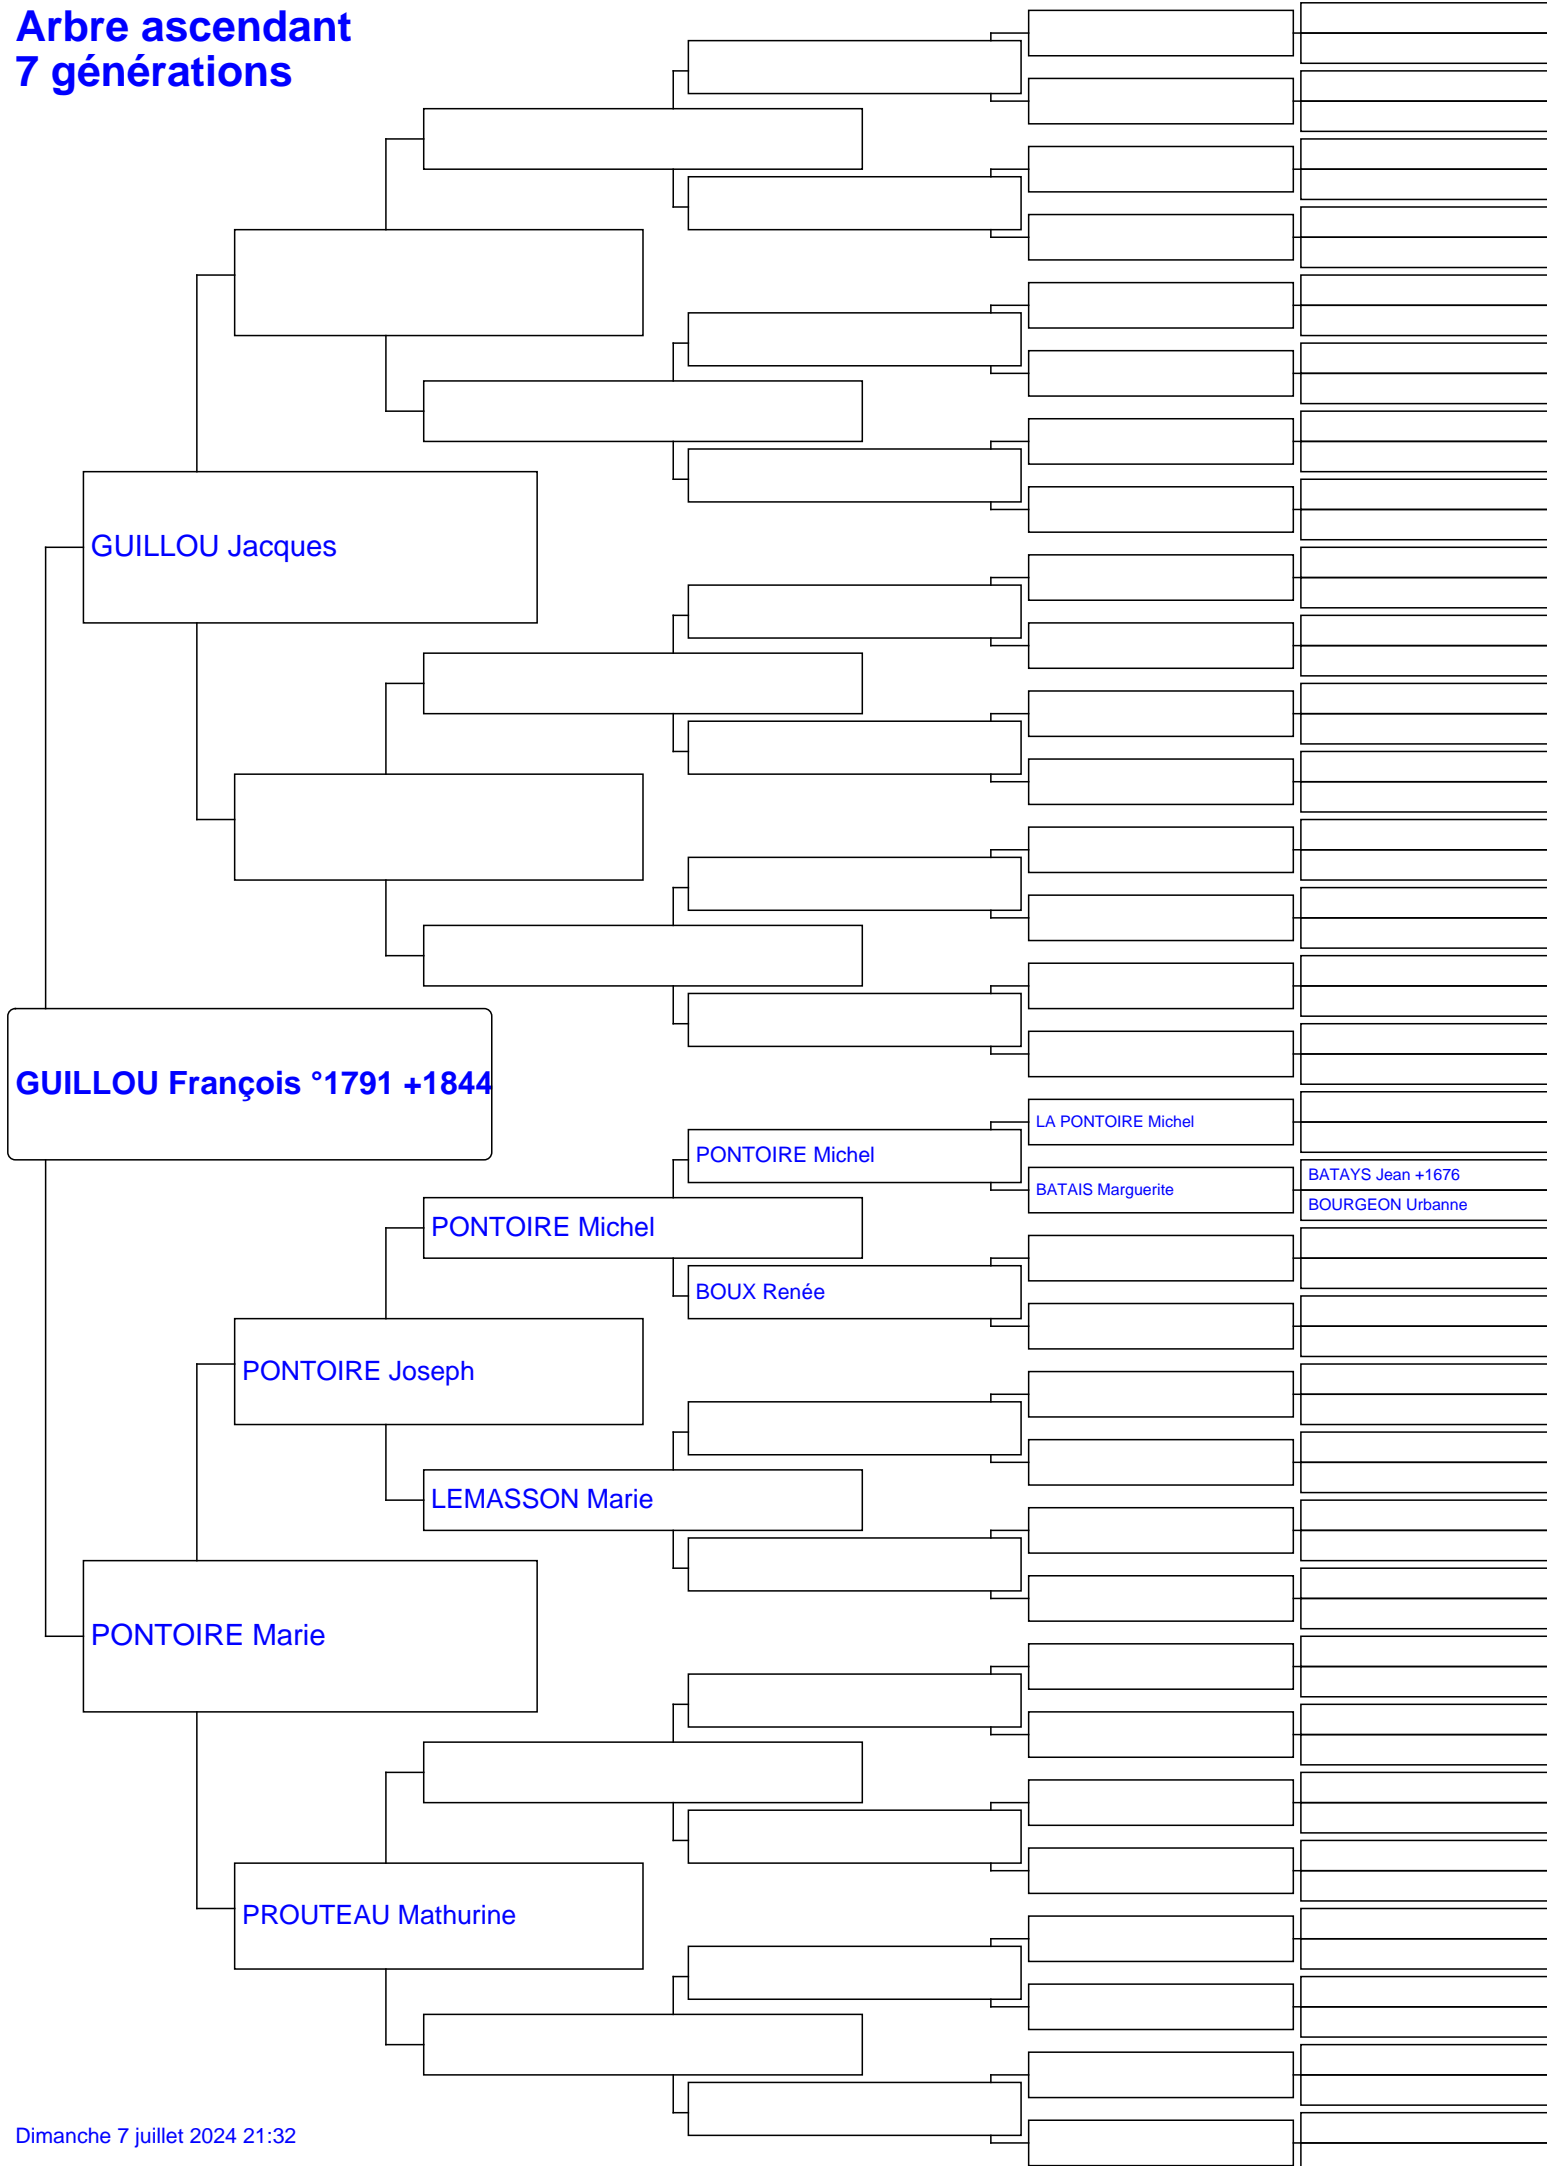 Arbre ascendant
7 générations
GUILLOU Jacques
GUILLOU François °1791 +1844
LA PONTOIRE Michel
PONTOIRE Michel
BATAYS Jean +1676
BATAIS Marguerite
BOURGEON Urbanne
PONTOIRE Michel
BOUX Renée
PONTOIRE Joseph
LEMASSON Marie
PONTOIRE Marie
PROUTEAU Mathurine
Dimanche 7 juillet 2024 21:32